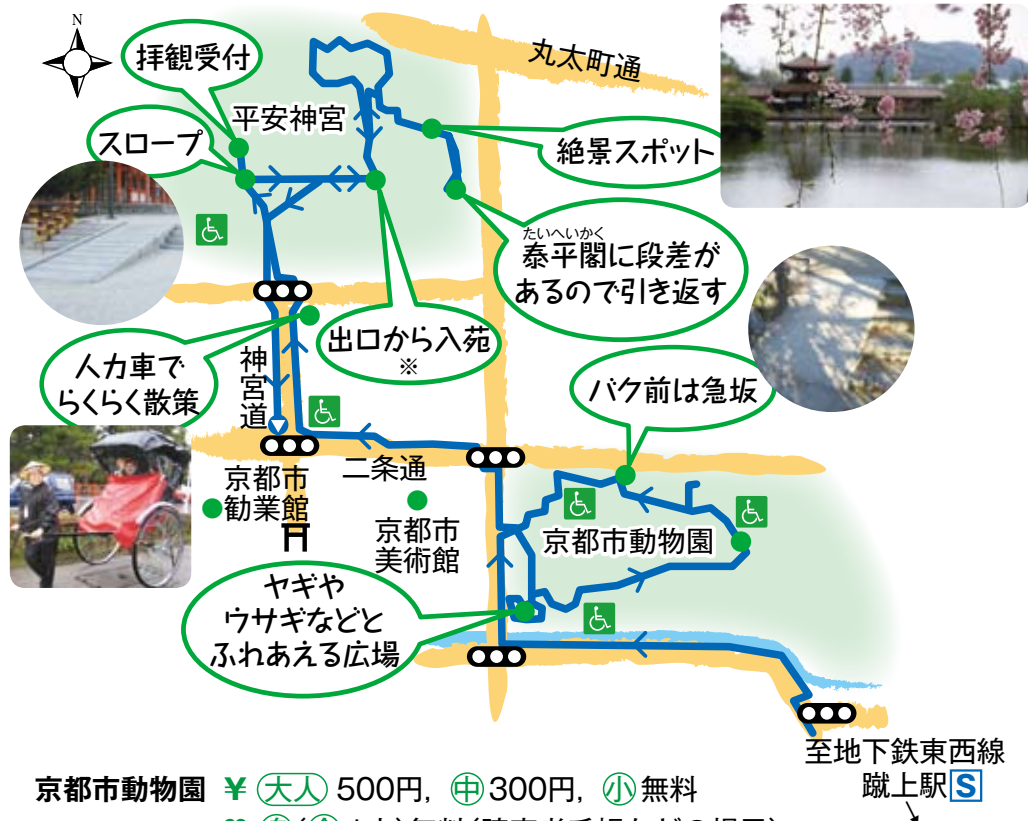 N
拝観受付
丸太町通
平安神宮
スロープ
絶景スポット
たいへいかく
泰平閣に段差が
あるので引き返す
出口から入苑
※
人力車で
らくらく散策
神宮道
バク前は急坂
二条通
京都市
勧業館
京都市
美術館
京都市動物園
ヤギや
ウサギなどと
ふれあえる広場
至地下鉄東西線
蹴上駅 S
京都市動物園 ¥ 大人 500円, 中 300円, 小 無料